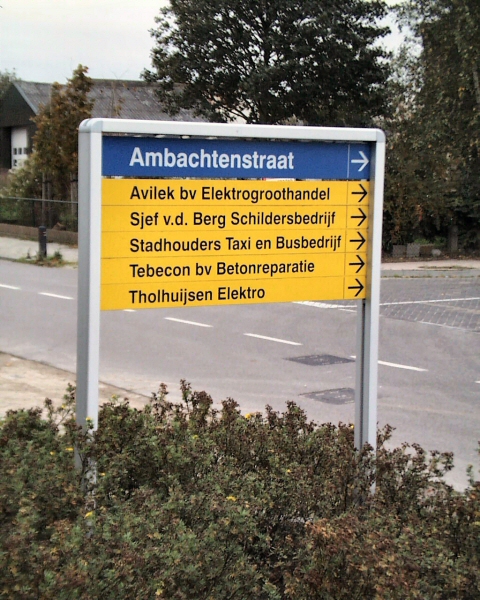 Ambachtenstraat →
Avilek bv Elektrogroothandel →
Sjef v.d. Berg Schildersbedrijf →
Stadhouders Taxi en Busbedrijf →
Tebecon bv Betonreparatie →
Tholhuijsen Elektro →